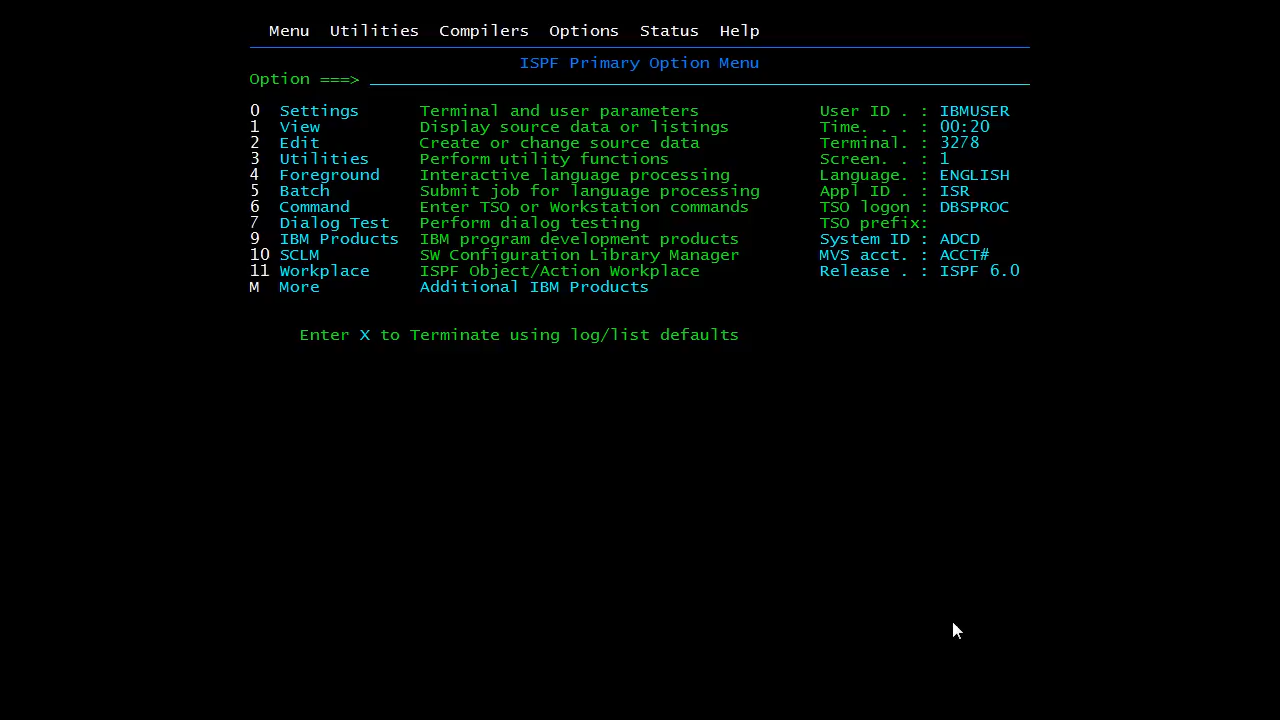 Menu  Utilities  Compilers  Options  Status  Help
ISPF Primary Option Menu
Option ===>
0  Settings      Terminal and user parameters            User ID . : IBMUSER
1  View          Display source data or listings         Time. . . : 00:20
2  Edit          Create or change source data            Terminal. : 3278
3  Utilities     Perform utility functions               Screen. . : 1
4  Foreground    Interactive language processing         Language. : ENGLISH
5  Batch         Submit job for language processing      Appl ID . : ISR
6  Command       Enter TSO or Workstation commands       TSO logon : DBSPROC
7  Dialog Test   Perform dialog testing                  TSO prefix:
9  IBM Products  IBM program development products        System ID : ADCD
10 SCLM          SW Configuration Library Manager        MVS acct. : ACCT#
11 Workplace     ISPF Object/Action Workplace            Release . : ISPF 6.0
M  More          Additional IBM Products
Enter X to Terminate using log/list defaults